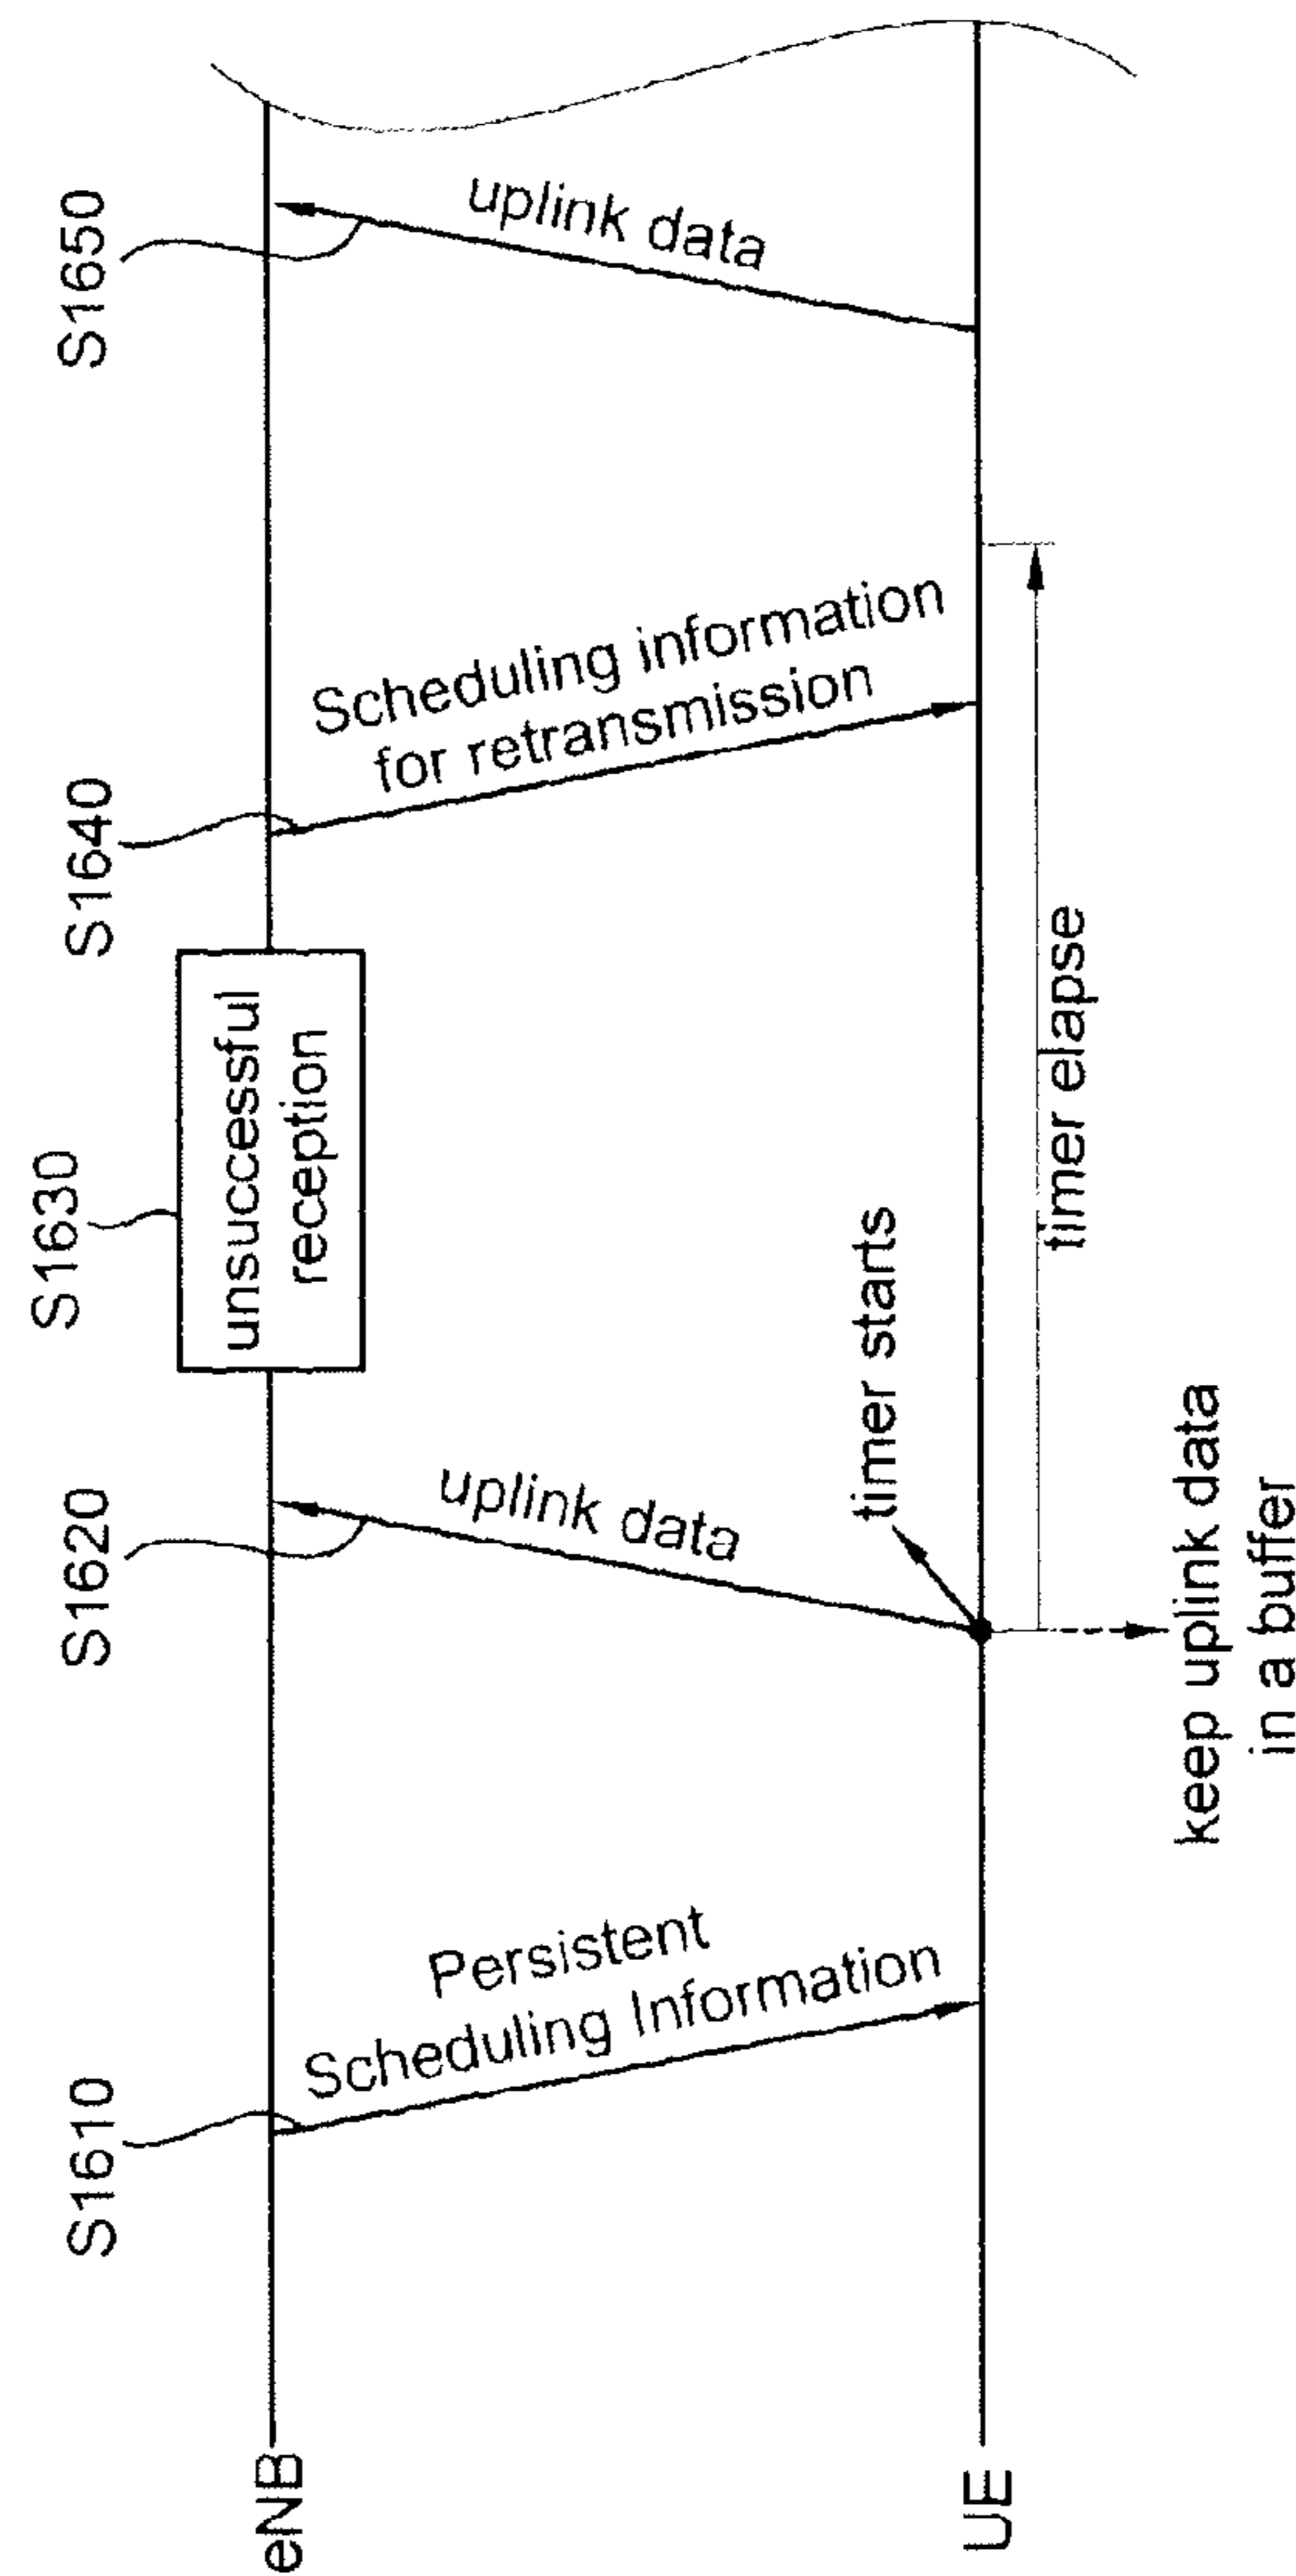 eNB
UE
S1610
Persistent
Scheduling Information
S1620
uplink data
timer starts
keep uplink data
in a buffer
timer elapse
S1630
unsuccessful
reception
S1640
Scheduling information
for retransmission
S1650
uplink data